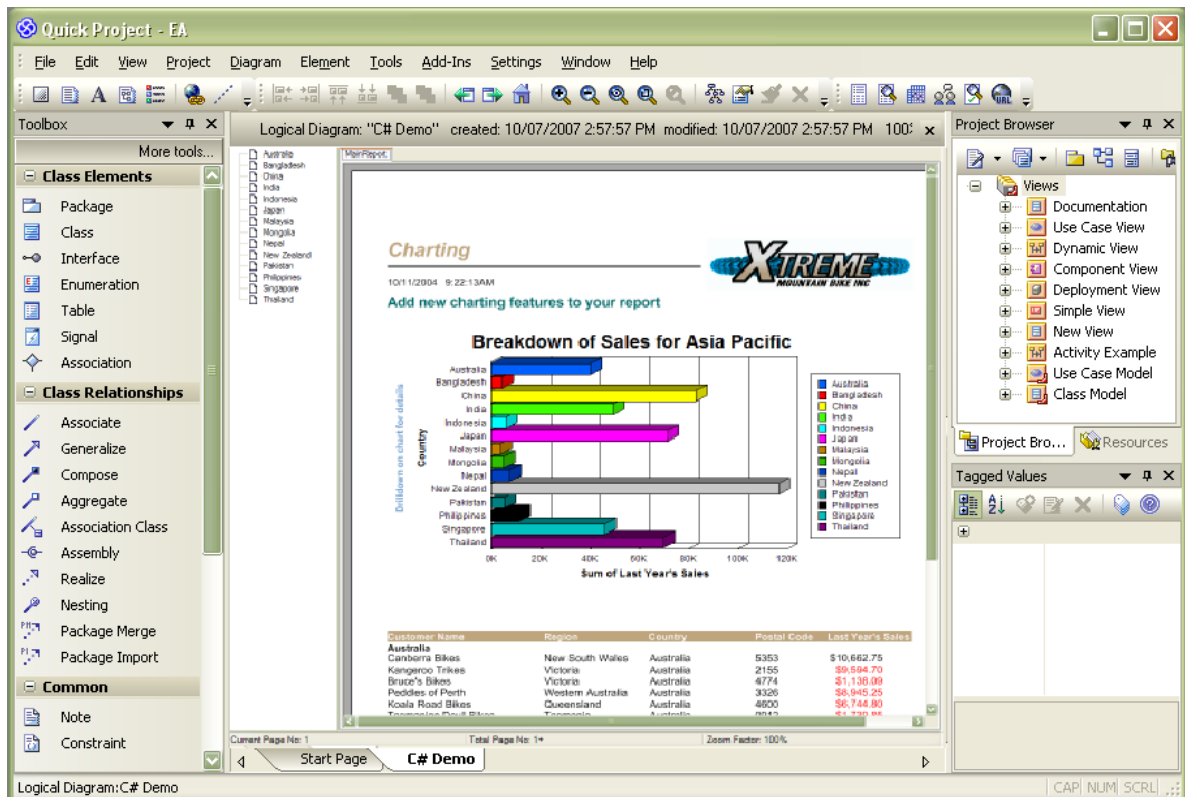 Quick Project - EA
File Edit View Project Diagram Element Tools Add-Ins Settings Window Help
Toolbox
More tools...
Class Elements
Package
Class
Interface
Enumeration
Table
Signal
Association
Class Relationships
Associate
Generalize
Compose
Aggregate
Association Class
Assembly
Realize
Nesting
Package Merge
Package Import
Common
Note
Constraint
Logical Diagram: "C# Demo" created: 10/07/2007 2:57:57 PM modified: 10/07/2007 2:57:57 PM 100%
Australia
Bangladesh
China
India
Indonesia
Japan
Malaysia
Mongolia
Nepal
New Zealand
Pakistan
Philippines
Singapore
Thailand
MainReport
Charting
XTREME
MOUNTAIN BIKE INC
10/11/2004 9:22:13AM
Add new charting features to your report
Breakdown of Sales for Asia Pacific
Drilldown on chart for details
Country
Australia
Bangladesh
China
India
Indonesia
Japan
Malaysia
Mongolia
Nepal
New Zealand
Pakistan
Philippines
Singapore
Thailand
0K 20K 40K 60K 80K 100K 120K
Sum of Last Year's Sales
Australia
Bangladesh
China
India
Indonesia
Japan
Malaysia
Mongolia
Nepal
New Zealand
Pakistan
Philippines
Singapore
Thailand
Customer Name Region Country Postal Code Last Year's Sales
Australia
Canberra Bikes New South Wales Australia 5353 $10,662.75
Kangeroo Trikes Victoria Australia 2155 $9,594.70
Bruce's Bikes Victoria Australia 4774 $1,138.09
Peddles of Perth Western Australia Australia 3326 $8,945.25
Koala Road Bikes Queensland Australia 4600 $6,744.80
Current Page No: 1 Total Page No: 1+ Zoom Factor: 100%
Start Page C# Demo
Project Browser
Views
Documentation
Use Case View
Dynamic View
Component View
Deployment View
Simple View
New View
Activity Example
Use Case Model
Class Model
Project Bro... Resources
Tagged Values
Logical Diagram:C# Demo
CAP NUM SCRL